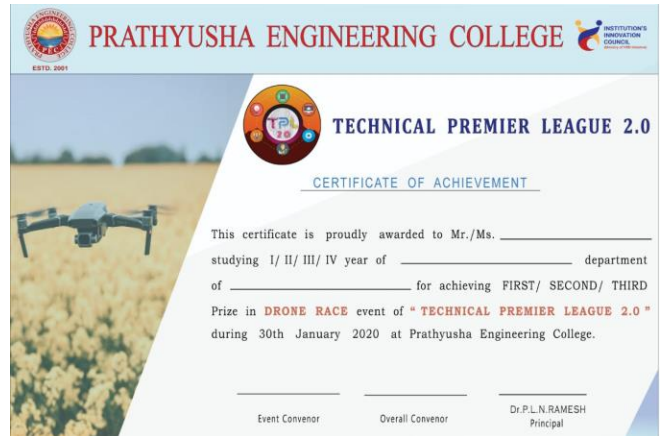 PRATHYUSHA ENGINEERING COLLEGE
INSTITUTION'S
INNOVATION
COUNCIL
ESTD. 2001
TPL
2.0
TECHNICAL PREMIER LEAGUE 2.0
CERTIFICATE OF ACHIEVEMENT
This certificate is proudly awarded to Mr./Ms. ____________________
studying I/ II/ III/ IV year of ____________________ department
of ____________________ for achieving FIRST/ SECOND/ THIRD
Prize in DRONE RACE event of " TECHNICAL PREMIER LEAGUE 2.0 "
during 30th January 2020 at Prathyusha Engineering College.
Event Convenor
Overall Convenor
Dr.P.L.N.RAMESH
Principal